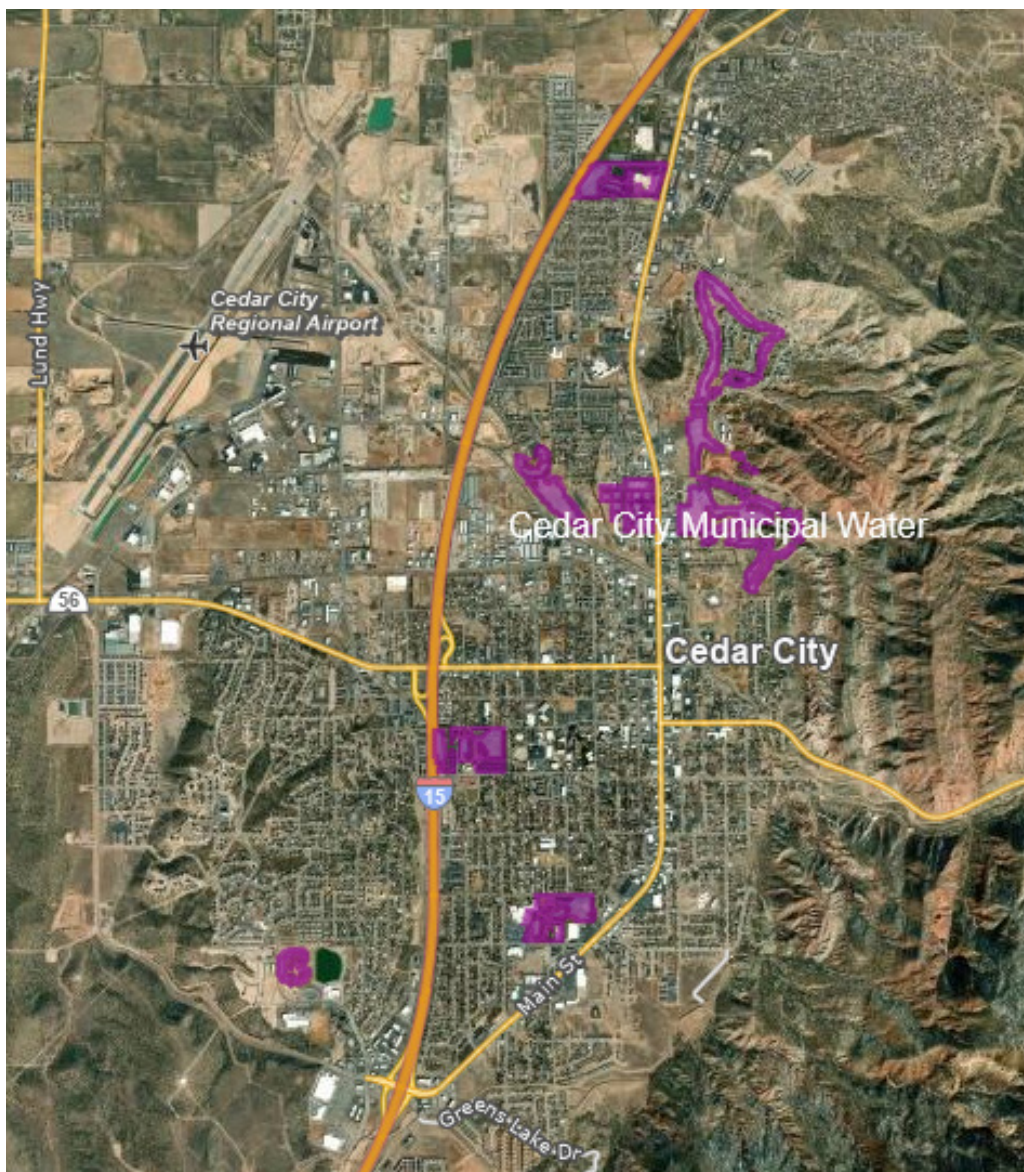 Cedar City
Regional Airport
Lund Hwy
Cedar City Municipal Water
56
Cedar City
15
Main St
Greens Lake Dr